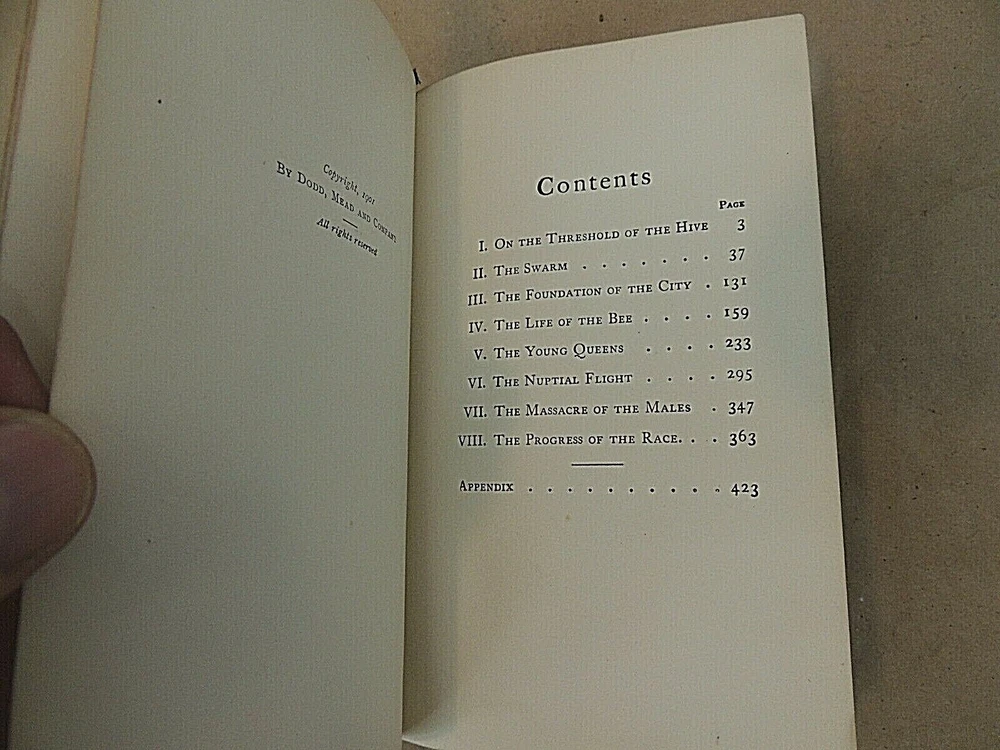 Copyright, 1901
By Dodd, Mead and Company
All rights reserved
Contents
Page
I. On the Threshold of the Hive 3
II. The Swarm . . . . . . . 37
III. The Foundation of the City . 131
IV. The Life of the Bee . . . . 159
V. The Young Queens . . . . 233
VI. The Nuptial Flight . . . . 295
VII. The Massacre of the Males . 347
VIII. The Progress of the Race. . . 363
Appendix . . . . . . . . . . 423